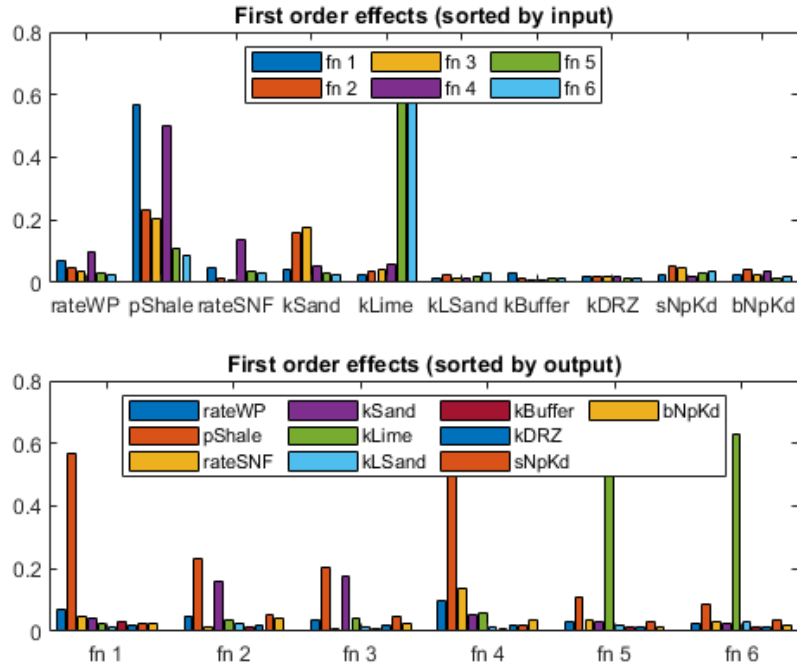 First order effects (sorted by input)
0.8
fn 1 fn 3 fn 5
fn 2 fn 4 fn 6
0.6
0.4
0.2
0
rateWP pShale rateSNF kSand kLime kLSand kBuffer kDRZ sNpKd bNpKd
First order effects (sorted by output)
0.8
rateWP kSand kBuffer bNpKd
pShale kLime kDRZ
rateSNF kLSand sNpKd
0.6
0.4
0.2
0
fn 1 fn 2 fn 3 fn 4 fn 5 fn 6